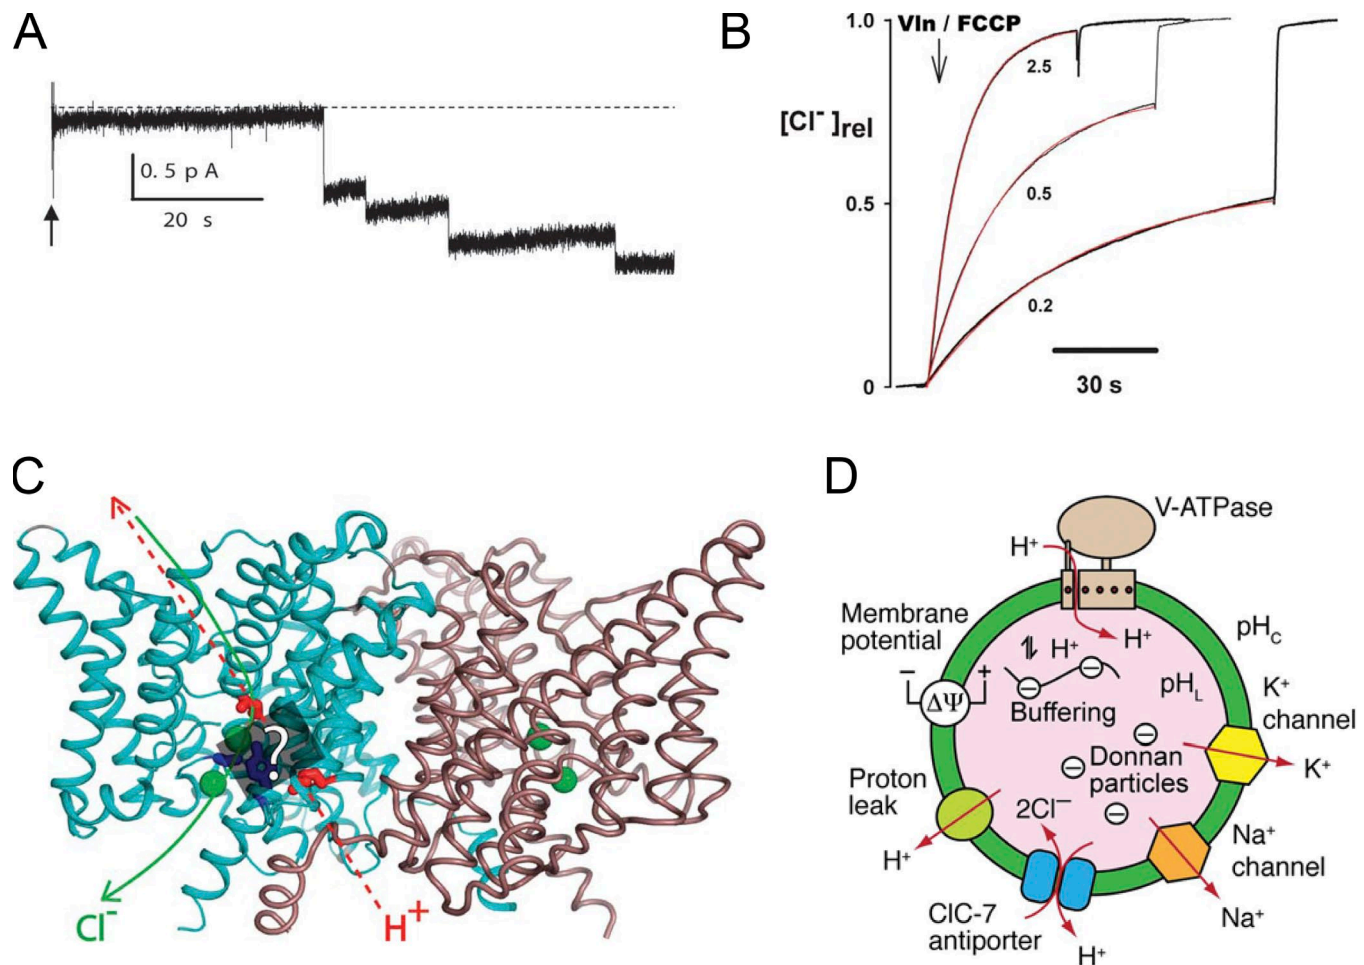 A
0. 5 p A
20 s
B
1.0
Vln / FCCP
2.5
[Cl⁻ ]rel
0.5
0.5
0.2
0
30 s
C
?
Cl⁻
H⁺
D
V-ATPase
H⁺
H⁺
Membrane
potential
− +
ΔΨ
⇌ H⁺
−
−
Buffering
pHC
pHL
K⁺
channel
K⁺
−
− Donnan
particles
−
Proton
leak
H⁺
2Cl⁻
Na⁺
channel
Na⁺
ClC-7
antiporter
H⁺